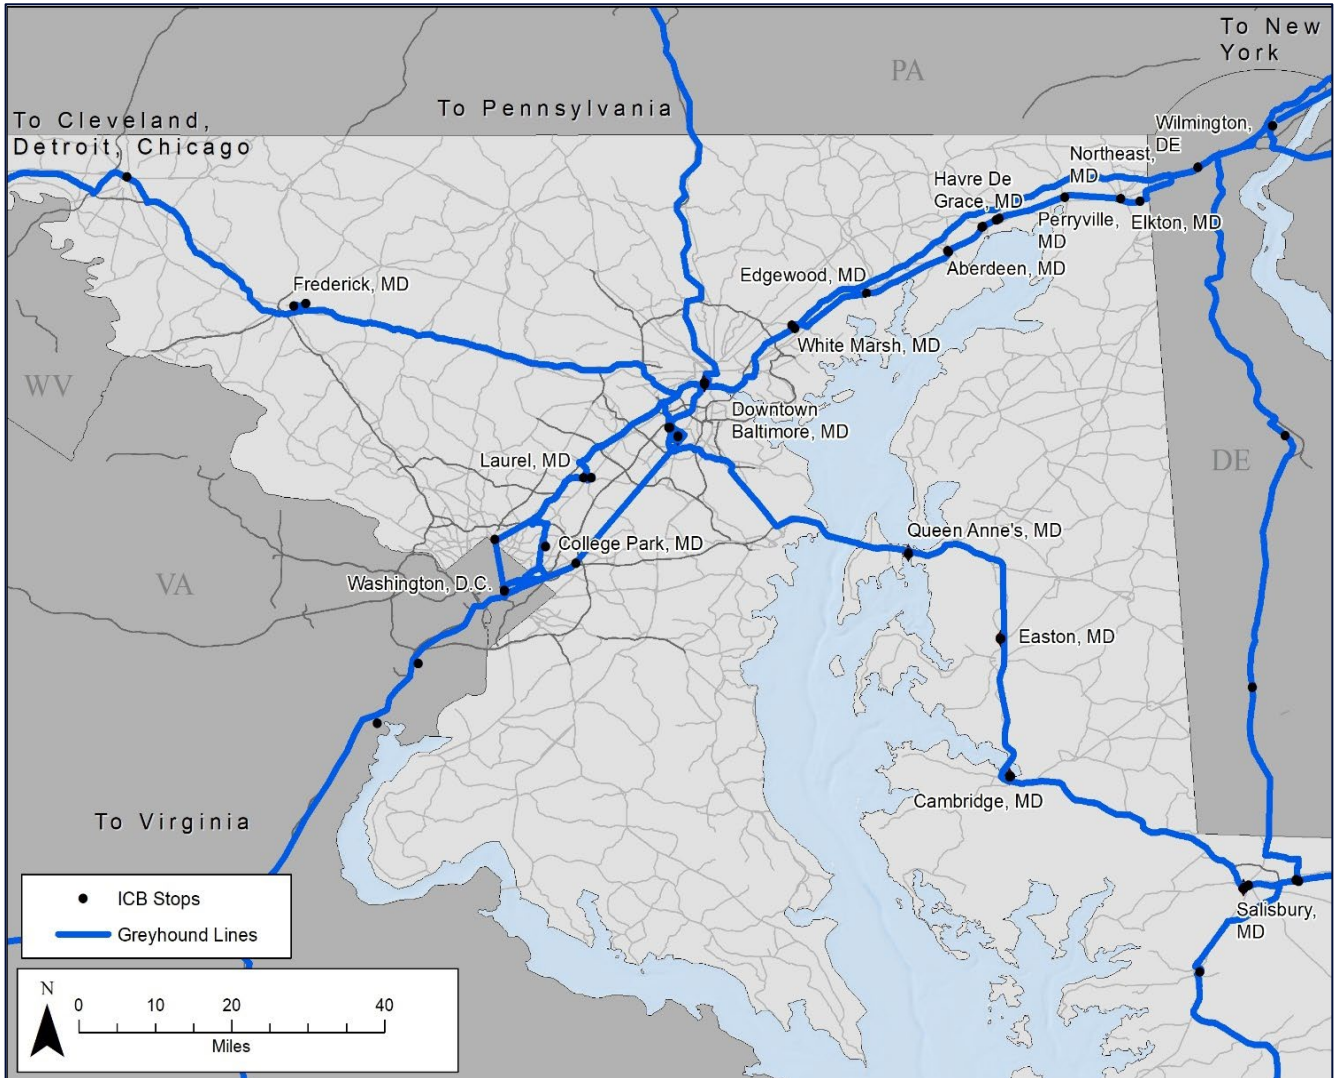 To New
York
PA
To Pennsylvania
To Cleveland,
Detroit, Chicago
Wilmington,
DE
Northeast,
MD
Havre De
Grace, MD
Perryville,
MD
Elkton, MD
Aberdeen, MD
Edgewood, MD
Frederick, MD
White Marsh, MD
WV
Downtown
Baltimore, MD
Laurel, MD
DE
Queen Anne's, MD
College Park, MD
Washington, D.C.
VA
Easton, MD
Cambridge, MD
To Virginia
Salisbury,
MD
ICB Stops
Greyhound Lines
N
0 10 20 40
Miles